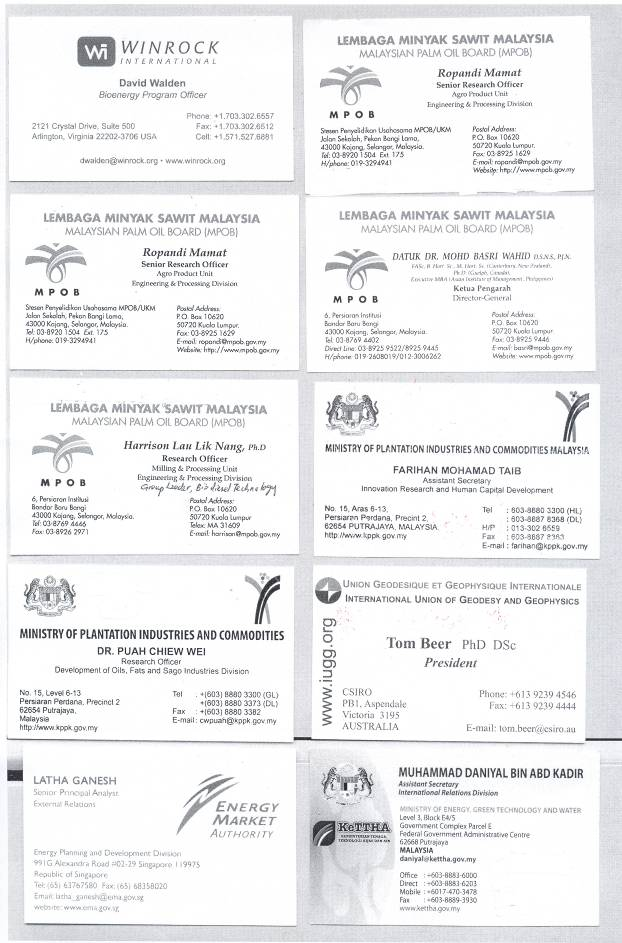 Wi WINROCK
INTERNATIONAL
David Walden
Bioenergy Program Officer
2121 Crystal Drive, Suite 500
Arlington, Virginia 22202-3706 USA
Phone: +1.703.302.6557
Fax: +1.703.302.6512
Cell: +1.571.527.6881
dwalden@winrock.org • www.winrock.org
LEMBAGA MINYAK SAWIT MALAYSIA
MALAYSIAN PALM OIL BOARD (MPOB)
MPOB
Ropandi Mamat
Senior Research Officer
Agro Product Unit
Engineering & Processing Division
Stesen Penyelidikan Usahasama MPOB/UKM
Jalan Sekolah, Pekan Bangi Lama,
43000 Kajang, Selangor, Malaysia.
Tel: 03-8920 1504 Ext. 175
H/phone: 019-3294941
Postal Address:
P.O. Box 10620
50720 Kuala Lumpur.
Fax: 03-8925 1629
E-mail: ropandi@mpob.gov.my
Website: http://www.mpob.gov.my
LEMBAGA MINYAK SAWIT MALAYSIA
MALAYSIAN PALM OIL BOARD (MPOB)
MPOB
Ropandi Mamat
Senior Research Officer
Agro Product Unit
Engineering & Processing Division
Stesen Penyelidikan Usahasama MPOB/UKM
Jalan Sekolah, Pekan Bangi Lama,
43000 Kajang, Selangor, Malaysia.
Tel: 03-8920 1504 Ext. 175
H/phone: 019-3294941
Postal Address:
P.O. Box 10620
50720 Kuala Lumpur.
Fax: 03-8925 1629
E-mail: ropandi@mpob.gov.my
Website: http://www.mpob.gov.my
LEMBAGA MINYAK SAWIT MALAYSIA
MALAYSIAN PALM OIL BOARD (MPOB)
MPOB
DATUK DR. MOHD BASRI WAHID D.S.N.S., P.J.N.
FASc, B. Hort. Sc., M. Hort. Sc. (Canterbury, New Zealand),
Ph.D (Guelph, Canada),
Executive MBA (Asian Institute of Management, Philippines)
Ketua Pengarah
Director-General
6, Persiaran Institusi
Bandar Baru Bangi
43000 Kajang, Selangor, Malaysia.
Tel: 03-8769 4402
Direct Line: 03-8925 9522/8925 9445
H/phone: 019-2608019/012-3006262
Postal Address:
P.O. Box 10620
50720 Kuala Lumpur.
Fax: 03-8925 9446
E-mail: basri@mpob.gov.my
Website: www.mpob.gov.my
LEMBAGA MINYAK SAWIT MALAYSIA
MALAYSIAN PALM OIL BOARD (MPOB)
MPOB
Harrison Lau Lik Nang, Ph.D
Research Officer
Milling & Processing Unit
Engineering & Processing Division
Group Leader, Biodiesel Technology
6, Persiaran Institusi
Bandar Baru Bangi
43000 Kajang, Selangor, Malaysia.
Tel: 03-8769 4446
Fax: 03-8926 2971
Postal Address:
P.O. Box 10620
50720 Kuala Lumpur.
Telex: MA 31609
E-mail: harrison@mpob.gov.my
MINISTRY OF PLANTATION INDUSTRIES AND COMMODITIES MALAYSIA
FARIHAN MOHAMAD TAIB
Assistant Secretary
Innovation Research and Human Capital Development
No. 15, Aras 6-13,
Persiaran Perdana, Precint 2,
62654 PUTRAJAYA, MALAYSIA.
http://www.kppk.gov.my
Tel : 603-8880 3300 (HL)
: 603-8887 8368 (DL)
H/P : 013-302 6559
Fax : 603-8887 8363
E-mail : farihan@kppk.gov.my
MINISTRY OF PLANTATION INDUSTRIES AND COMMODITIES
DR. PUAH CHIEW WEI
Research Officer
Development of Oils, Fats and Sago Industries Division
No. 15, Level 6-13
Persiaran Perdana, Precinct 2
62654 Putrajaya,
Malaysia
http://www.kppk.gov.my
Tel : +(603) 8880 3300 (GL)
+(603) 8880 3373 (DL)
Fax : +(603) 8880 3382
E-mail : cwpuah@kppk.gov.my
UNION GEODESIQUE ET GEOPHYSIQUE INTERNATIONALE
INTERNATIONAL UNION OF GEODESY AND GEOPHYSICS
www.iugg.org
Tom Beer PhD DSc
President
CSIRO
PB1, Aspendale
Victoria 3195
AUSTRALIA
Phone: +613 9239 4546
Fax: +613 9239 4444
E-mail: tom.beer@csiro.au
LATHA GANESH
Senior Principal Analyst
External Relations
ENERGY
MARKET
AUTHORITY
Energy Planning and Development Division
991G Alexandra Road #02-29 Singapore 119975
Republic of Singapore
Tel: (65) 63767580 Fax: (65) 68358020
Email: latha_ganesh@ema.gov.sg
website: www.ema.gov.sg
KeTTHA
KEMENTERIAN TENAGA,
TEKNOLOGI HIJAU DAN AIR
MUHAMMAD DANIYAL BIN ABD KADIR
Assistant Secretary
International Relations Division
MINISTRY OF ENERGY, GREEN TECHNOLOGY AND WATER
Level 3, Block E4/5
Government Complex Parcel E
Federal Government Administrative Centre
62668 Putrajaya
MALAYSIA
daniyal@kettha.gov.my
Office : +603-8883-6000
Direct : +603-8883-6203
Mobile : +6017-470-3478
Fax : +603-8889-3930
www.kettha.gov.my